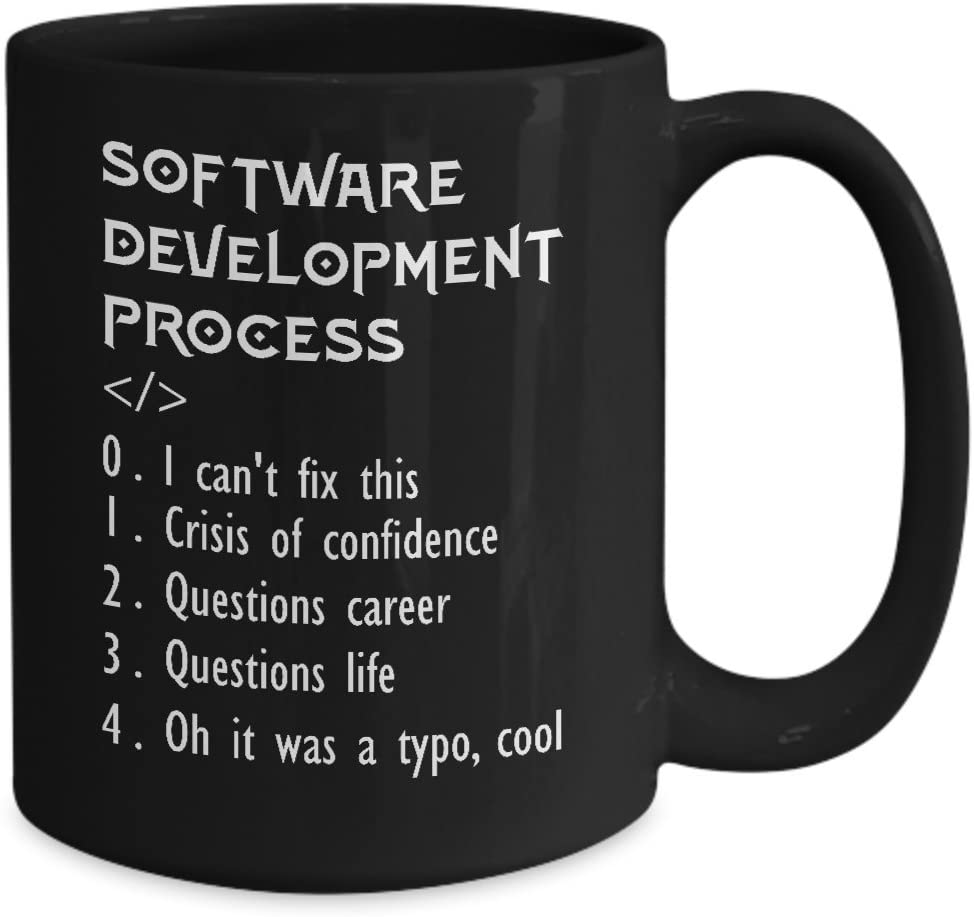 SOFTWARE
DEVELOPMENT
PROCESS
</>
0. I can't fix this
1. Crisis of confidence
2. Questions career
3. Questions life
4. Oh it was a typo, cool